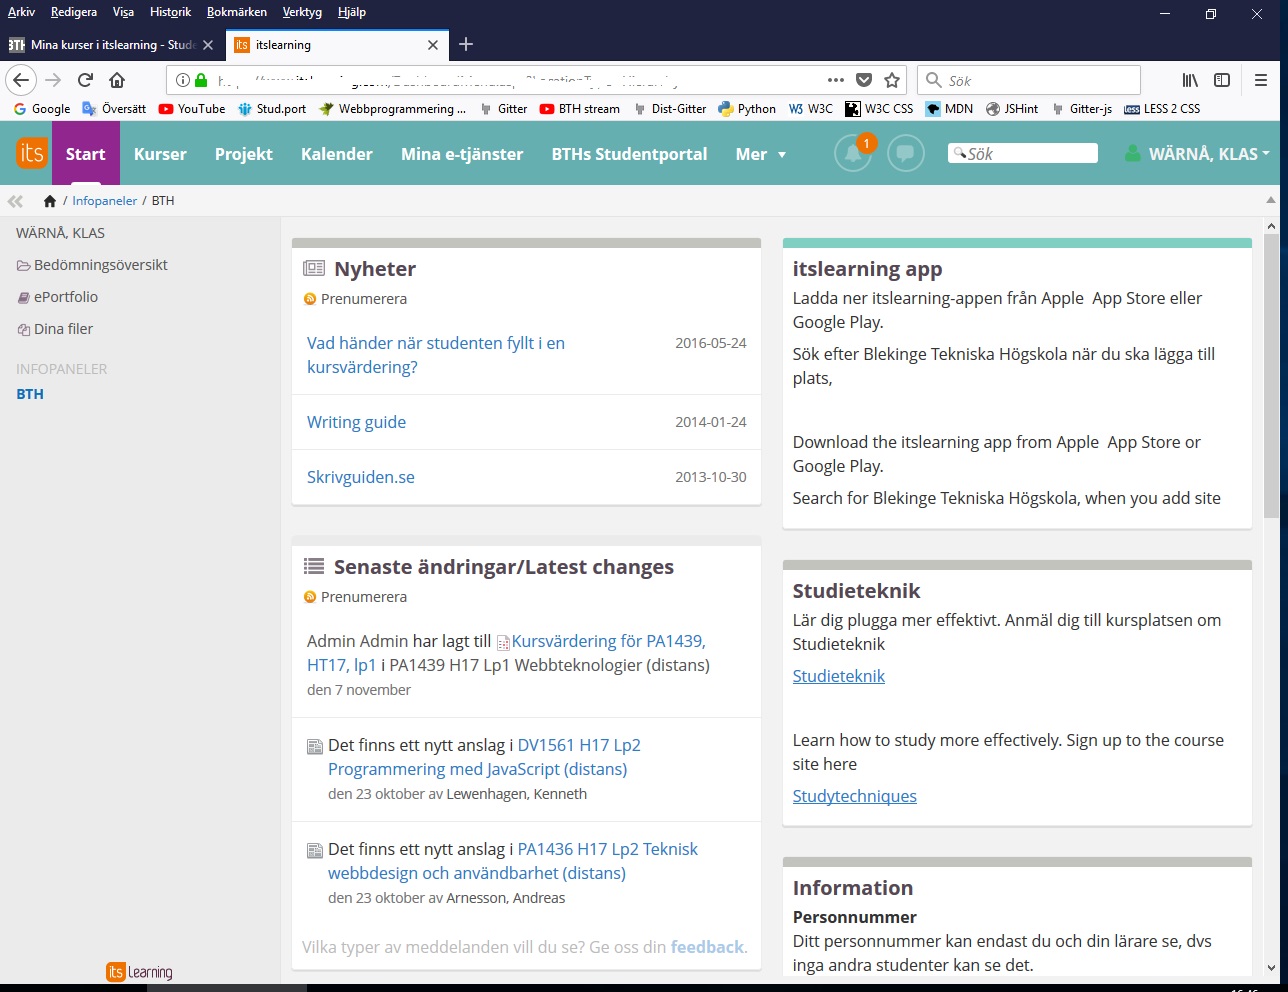 Arkiv Redigera Visa Historik Bokmärken Verktyg Hjälp
BTH Mina kurser i itslearning - Stude
its itslearning
Sök
Google Översätt YouTube Stud.port Webbprogrammering ... Gitter BTH stream Dist-Gitter Python W3 W3C W3C CSS MDN JSHint Gitter-js LESS 2 CSS
its Start Kurser Projekt Kalender Mina e-tjänster BTHs Studentportal Mer 1 Sök WÄRNÅ, KLAS
/ Infopaneler / BTH
WÄRNÅ, KLAS
Bedömningsöversikt
ePortfolio
Dina filer
INFOPANELER
BTH
its Learning
Nyheter
Prenumerera
Vad händer när studenten fyllt i en 2016-05-24
kursvärdering?
Writing guide 2014-01-24
Skrivguiden.se 2013-10-30
Senaste ändringar/Latest changes
Prenumerera
Admin Admin har lagt till Kursvärdering för PA1439,
HT17, lp1 i PA1439 H17 Lp1 Webbteknologier (distans)
den 7 november
Det finns ett nytt anslag i DV1561 H17 Lp2
Programmering med JavaScript (distans)
den 23 oktober av Lewenhagen, Kenneth
Det finns ett nytt anslag i PA1436 H17 Lp2 Teknisk
webbdesign och användbarhet (distans)
den 23 oktober av Arnesson, Andreas
Vilka typer av meddelanden vill du se? Ge oss din feedback.
itslearning app
Ladda ner itslearning-appen från Apple App Store eller
Google Play.
Sök efter Blekinge Tekniska Högskola när du ska lägga till
plats,
Download the itslearning app from Apple App Store or
Google Play.
Search for Blekinge Tekniska Högskola, when you add site
Studieteknik
Lär dig plugga mer effektivt. Anmäl dig till kursplatsen om
Studieteknik
Studieteknik
Learn how to study more effectively. Sign up to the course
site here
Studytechniques
Information
Personnummer
Ditt personnummer kan endast du och din lärare se, dvs
inga andra studenter kan se det.